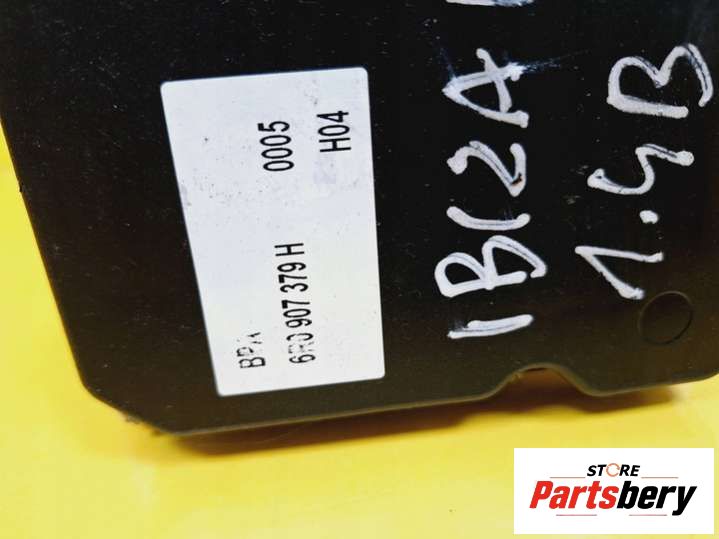 BPA 0005
6R0 907 379 H H04
IBIZA
1.4B
STORE
Partsbery